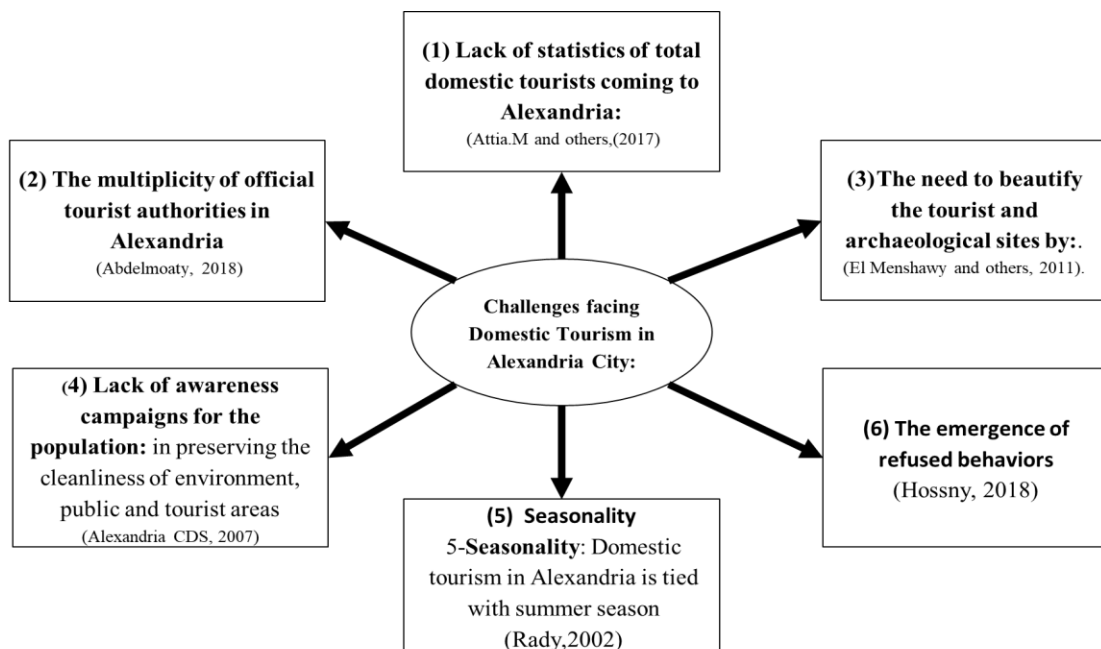 (1) Lack of statistics of total
domestic tourists coming to
Alexandria:
(Attia.M and others,(2017)
(2) The multiplicity of official
tourist authorities in
Alexandria
(Abdelmoaty, 2018)
(3)The need to beautify
the tourist and
archaeological sites by:.
(El Menshawy and others, 2011).
Challenges facing
Domestic Tourism in
Alexandria City:
(4) Lack of awareness
campaigns for the
population: in preserving the
cleanliness of environment,
public and tourist areas
(Alexandria CDS, 2007)
(5) Seasonality
5-Seasonality: Domestic
tourism in Alexandria is tied
with summer season
(Rady,2002)
(6) The emergence of
refused behaviors
(Hossny, 2018)